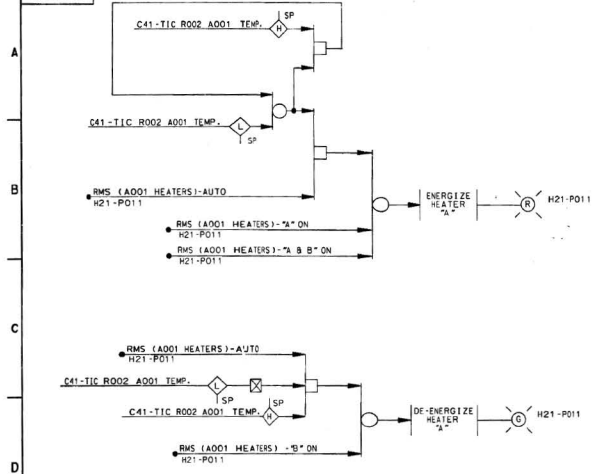 SP
C41-TIC R002 A001 TEMP. H
A
C41-TIC R002 A001 TEMP. L
SP
B
RMS (A001 HEATERS)-AUTO
H21-P011
ENERGIZE
HEATER
"A"
R
H21-P011
RMS (A001 HEATERS)-"A" ON
H21-P011
RMS (A001 HEATERS)-"A & B" ON
H21-P011
C
RMS (A001 HEATERS)-AUTO
H21-P011
C41-TIC R002 A001 TEMP. L
SP
SP
C41-TIC R002 A001 TEMP. H
DE-ENERGIZE
HEATER
"A"
G
H21-P011
RMS (A001 HEATERS) -"B" ON
H21-P011
D